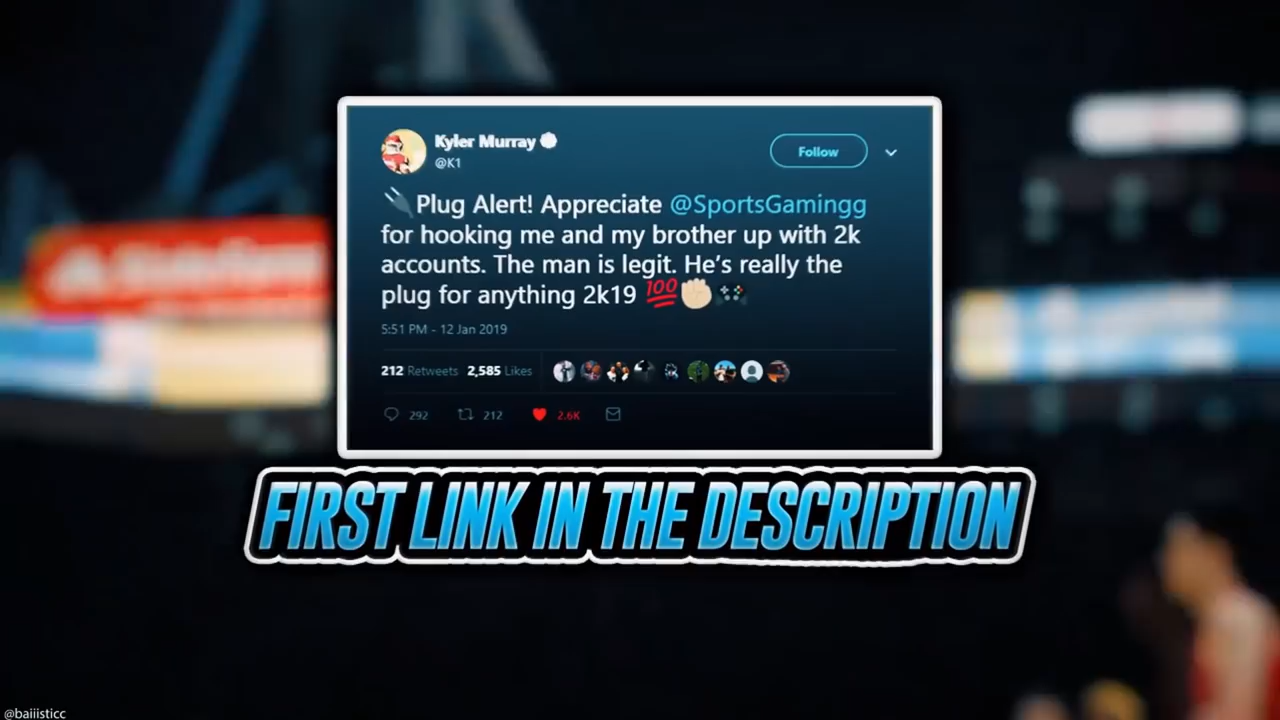 Kyler Murray
@K1
Follow
Plug Alert! Appreciate @SportsGamingg
for hooking me and my brother up with 2k
accounts. The man is legit. He’s really the
plug for anything 2k19 💯✊🏼🎮
5:51 PM - 12 Jan 2019
212 Retweets 2,585 Likes
292 212 2.6K
FIRST LINK IN THE DESCRIPTION
@baiiisticc